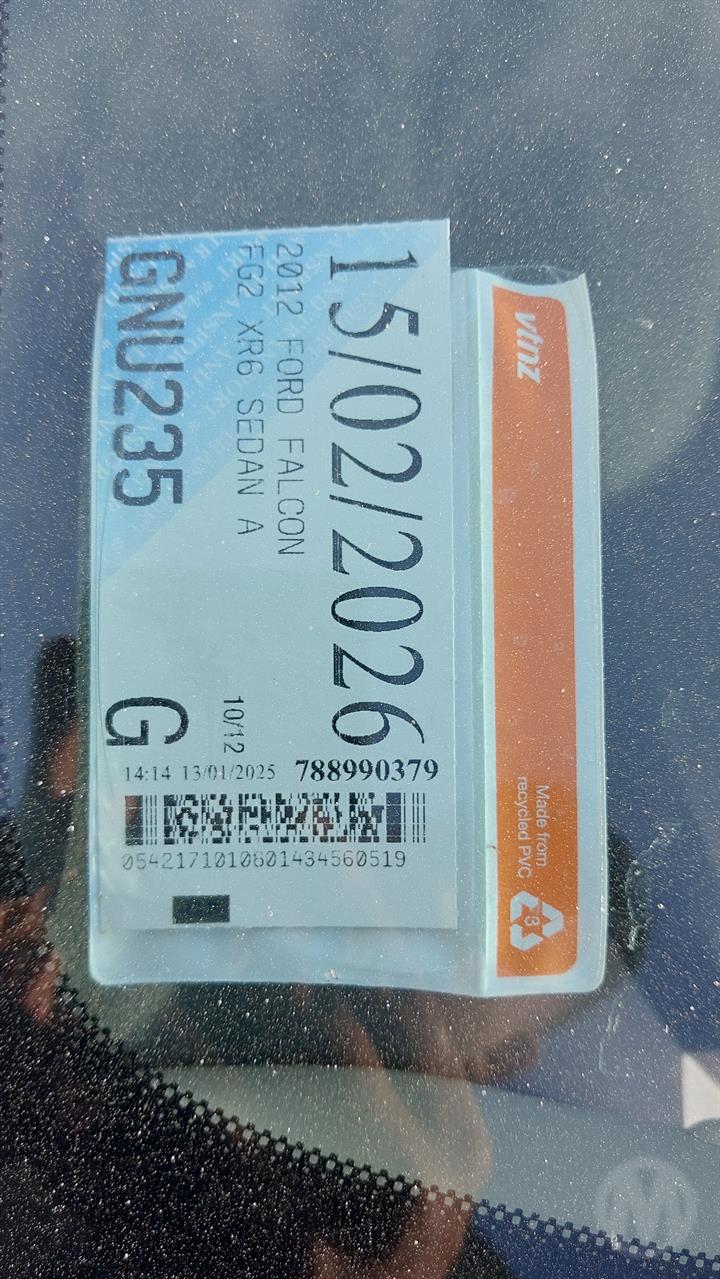 15/02/2026
2012 FORD FALCON
FG2 XR6 SEDAN A
10/12
GNU235
G
14:14 13/01/2025 788990379
0542171010801434560519
vtnz
Made from
recycled PVC
3
M